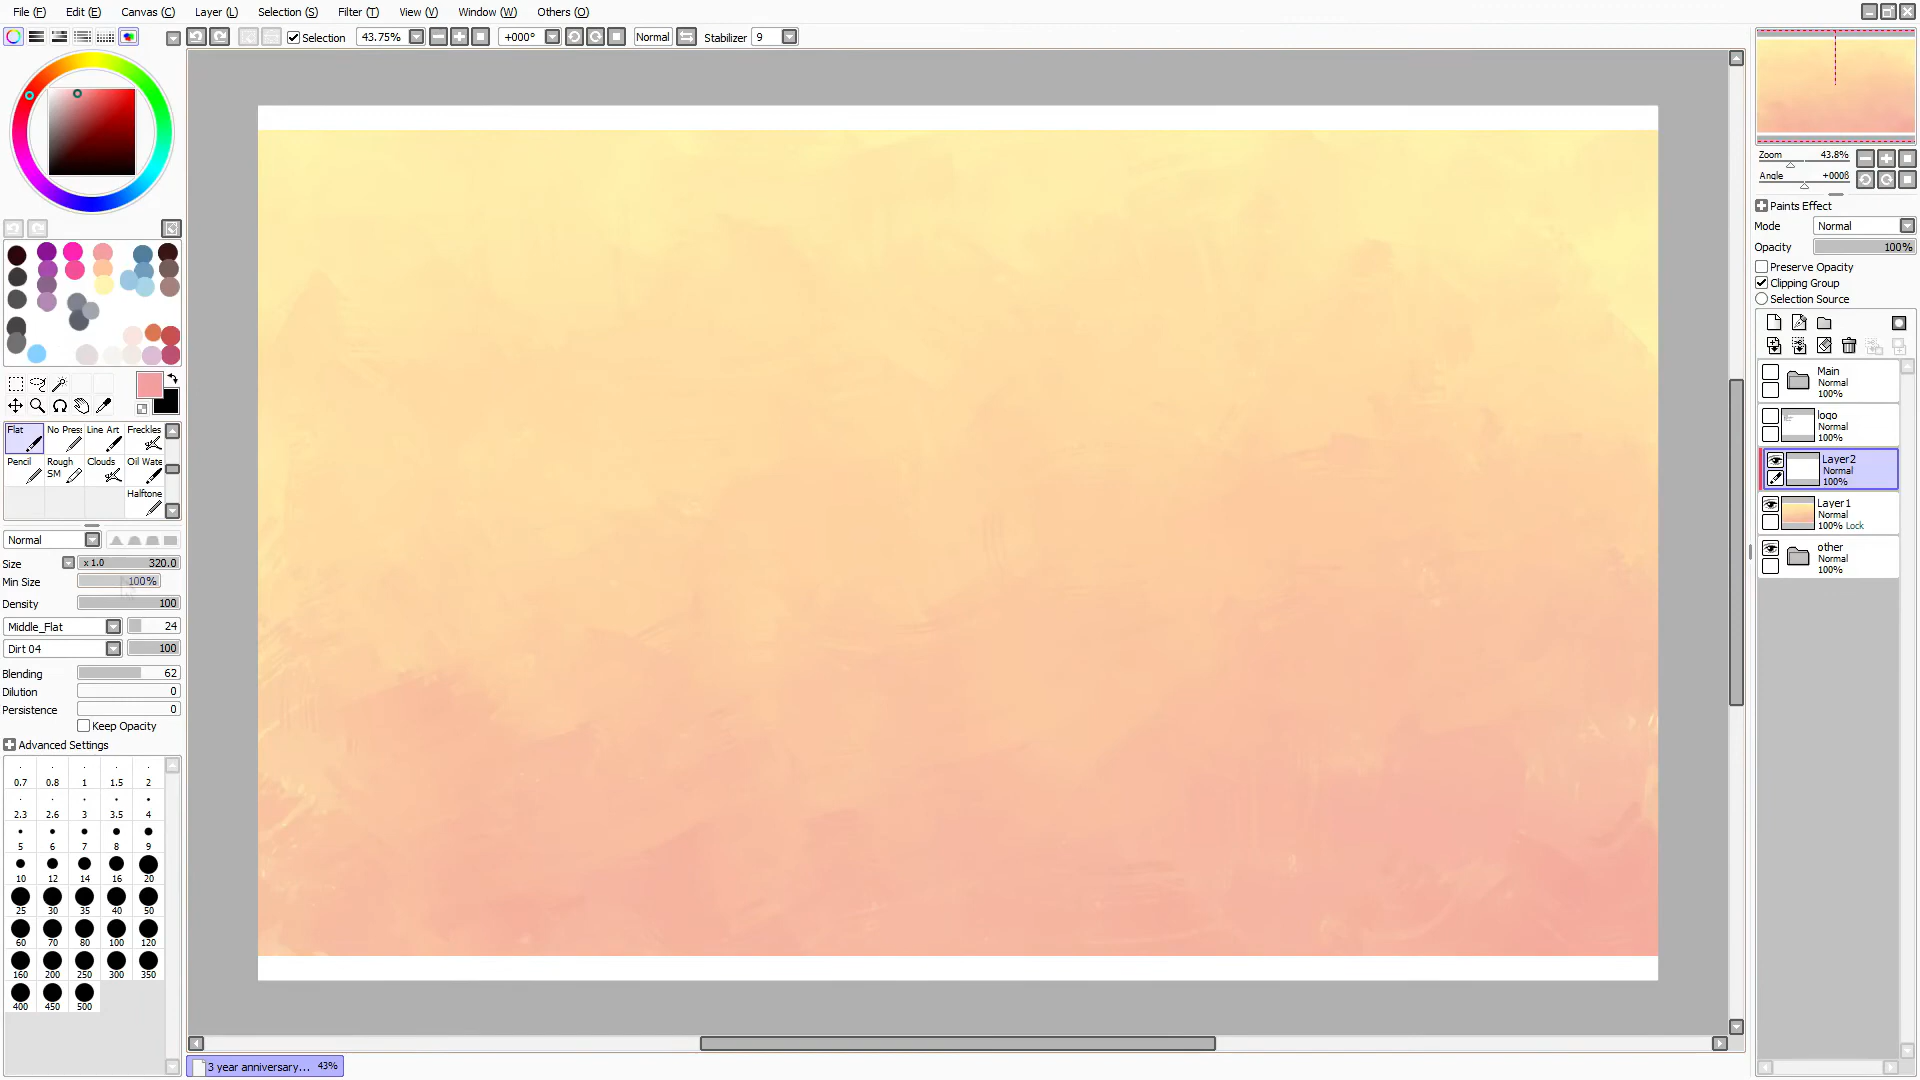 File (F) Edit (E) Canvas (C) Layer (L) Selection (S) Filter (T) View (V) Window (W) Others (O)
Selection 43.75% +000° Normal Stabilizer 9
Zoom 43.8%
Angle +000ß
Paints Effect
Mode Normal
Opacity 100%
Preserve Opacity
Clipping Group
Selection Source
Main
Normal
100%
logo
Normal
100%
Layer2
Normal
100%
Layer1
Normal
100% Lock
other
Normal
100%
Flat No Pres Line Art Freckles
Pencil Rough SM Clouds Oil Wate
Halftone
Normal
Size x 1.0 320.0
Min Size 100%
Density 100
Middle_Flat 24
Dirt 04 100
Blending 62
Dilution 0
Persistence 0
Keep Opacity
Advanced Settings
0.7 0.8 1 1.5 2
2.3 2.6 3 3.5 4
5 6 7 8 9
10 12 14 16 20
25 30 35 40 50
60 70 80 100 120
160 200 250 300 350
400 450 500
3 year anniversary... 43%